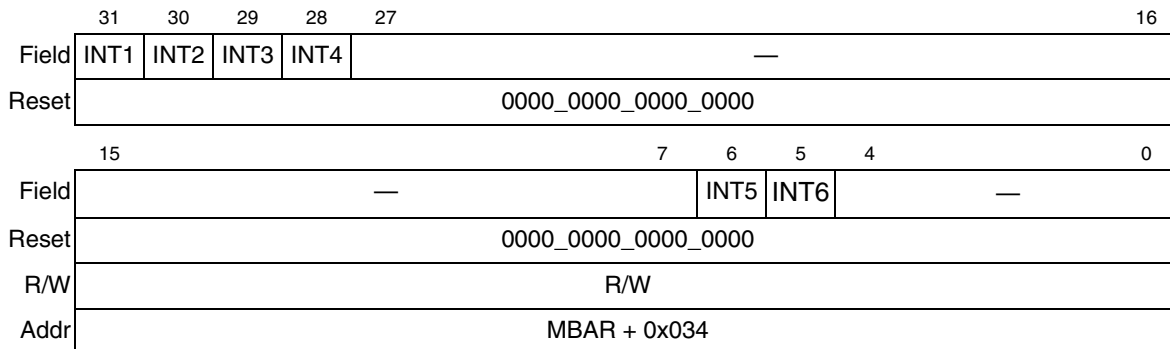 31 30 29 28 27 16
Field INT1 INT2 INT3 INT4 —
Reset 0000_0000_0000_0000
15 7 6 5 4 0
Field — INT5 INT6 —
Reset 0000_0000_0000_0000
R/W R/W
Addr MBAR + 0x034